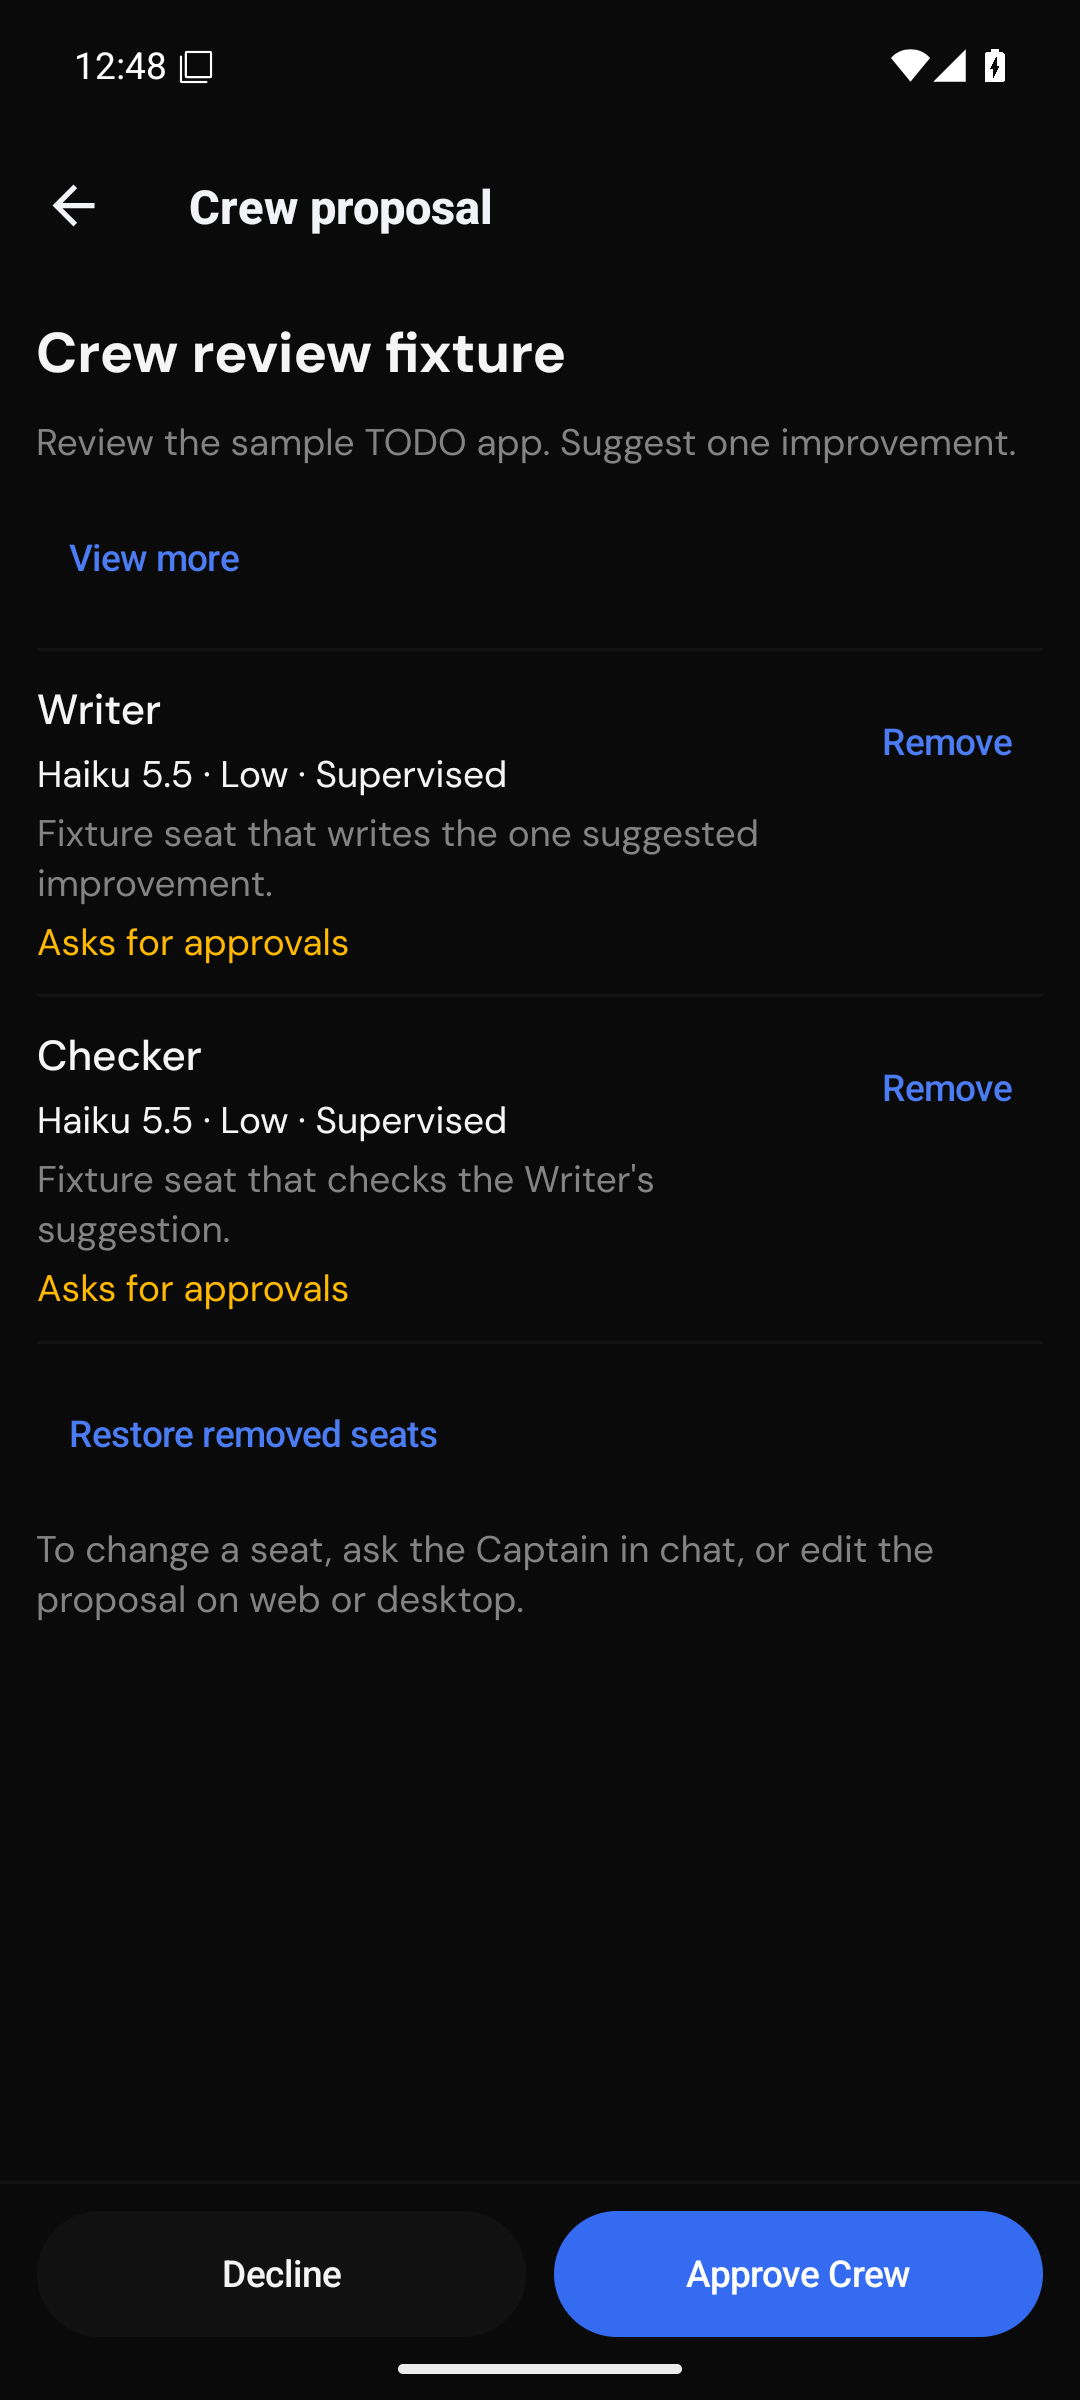 12:48
Crew proposal
Crew review fixture
Review the sample TODO app. Suggest one improvement.
View more
Writer
Remove
Haiku 5.5 · Low · Supervised
Fixture seat that writes the one suggested
improvement.
Asks for approvals
Checker
Remove
Haiku 5.5 · Low · Supervised
Fixture seat that checks the Writer's
suggestion.
Asks for approvals
Restore removed seats
To change a seat, ask the Captain in chat, or edit the
proposal on web or desktop.
Decline
Approve Crew